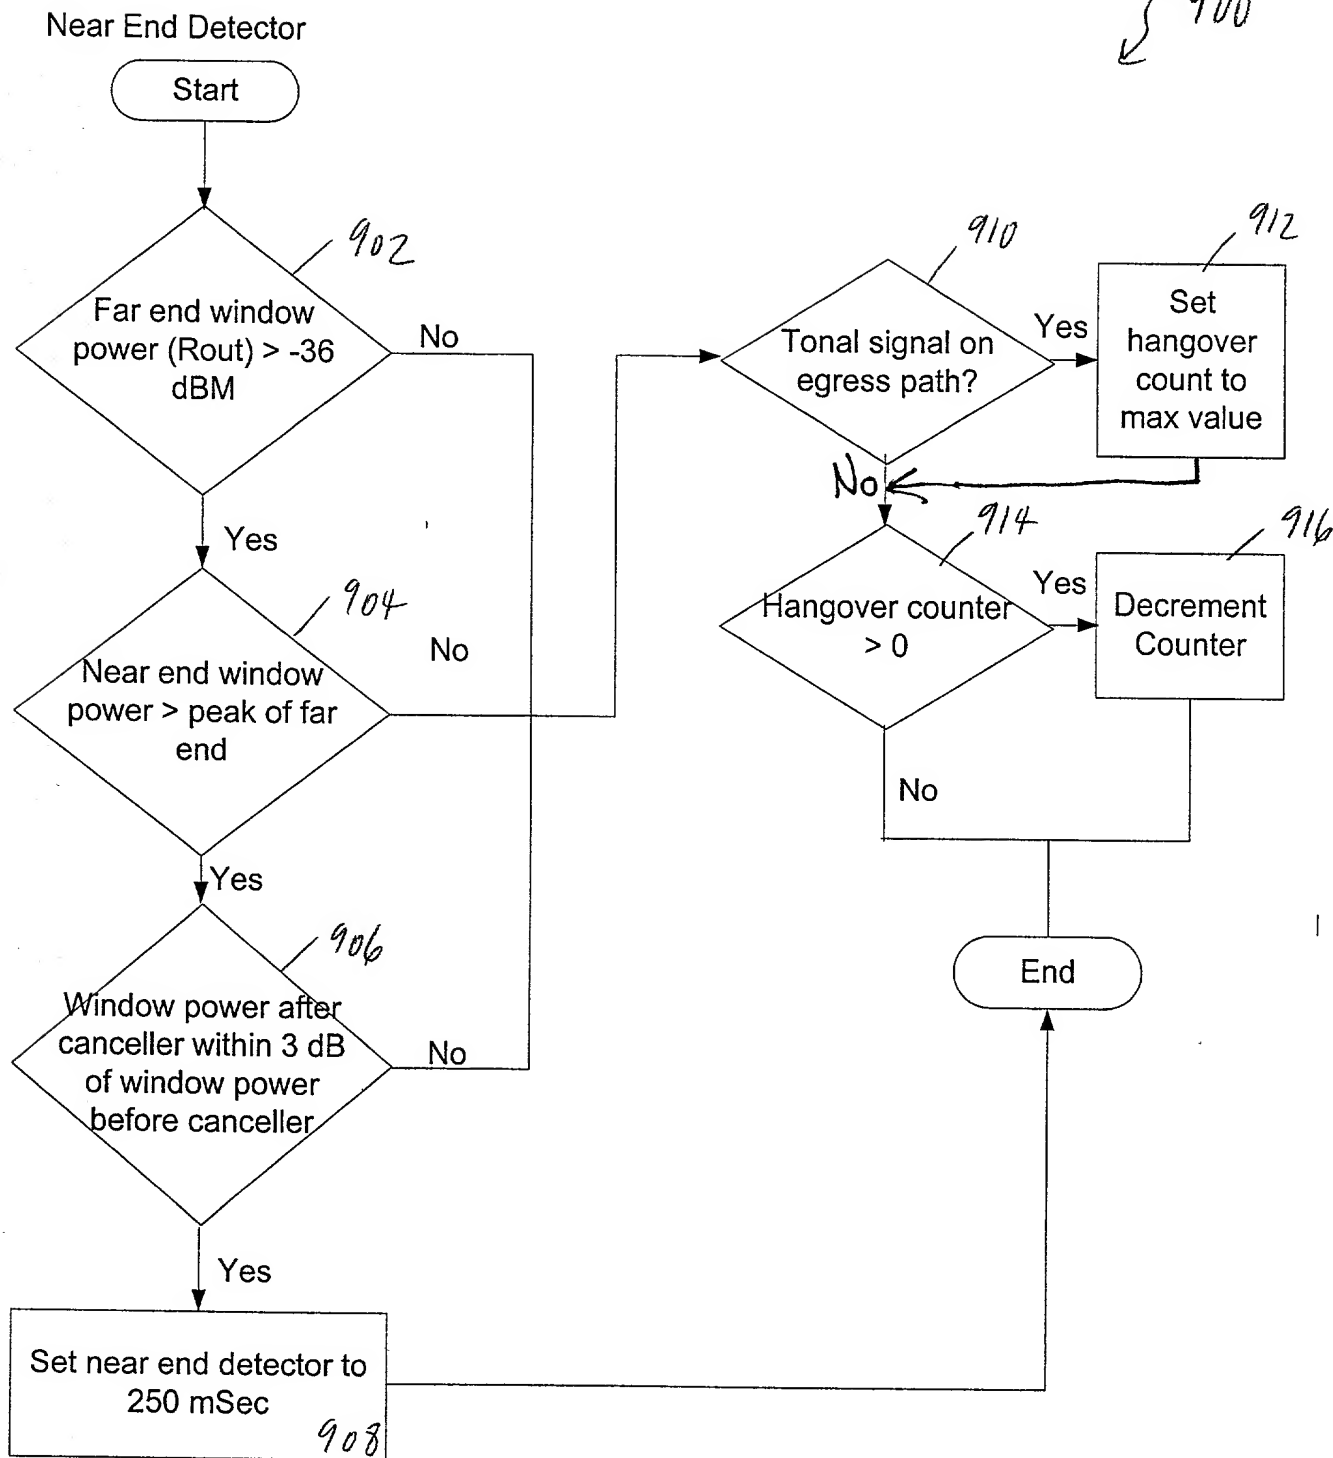 900
Near End Detector
Start
902
Far end window
power (Rout) > -36
dBM
No
Yes
904
Near end window
power > peak of far
end
No
Yes
906
Window power after
canceller within 3 dB
of window power
before canceller
No
Yes
Set near end detector to
250 mSec
908
910
Tonal signal on
egress path?
Yes
912
Set
hangover
count to
max value
No
914
Hangover counter
> 0
Yes
916
Decrement
Counter
No
End